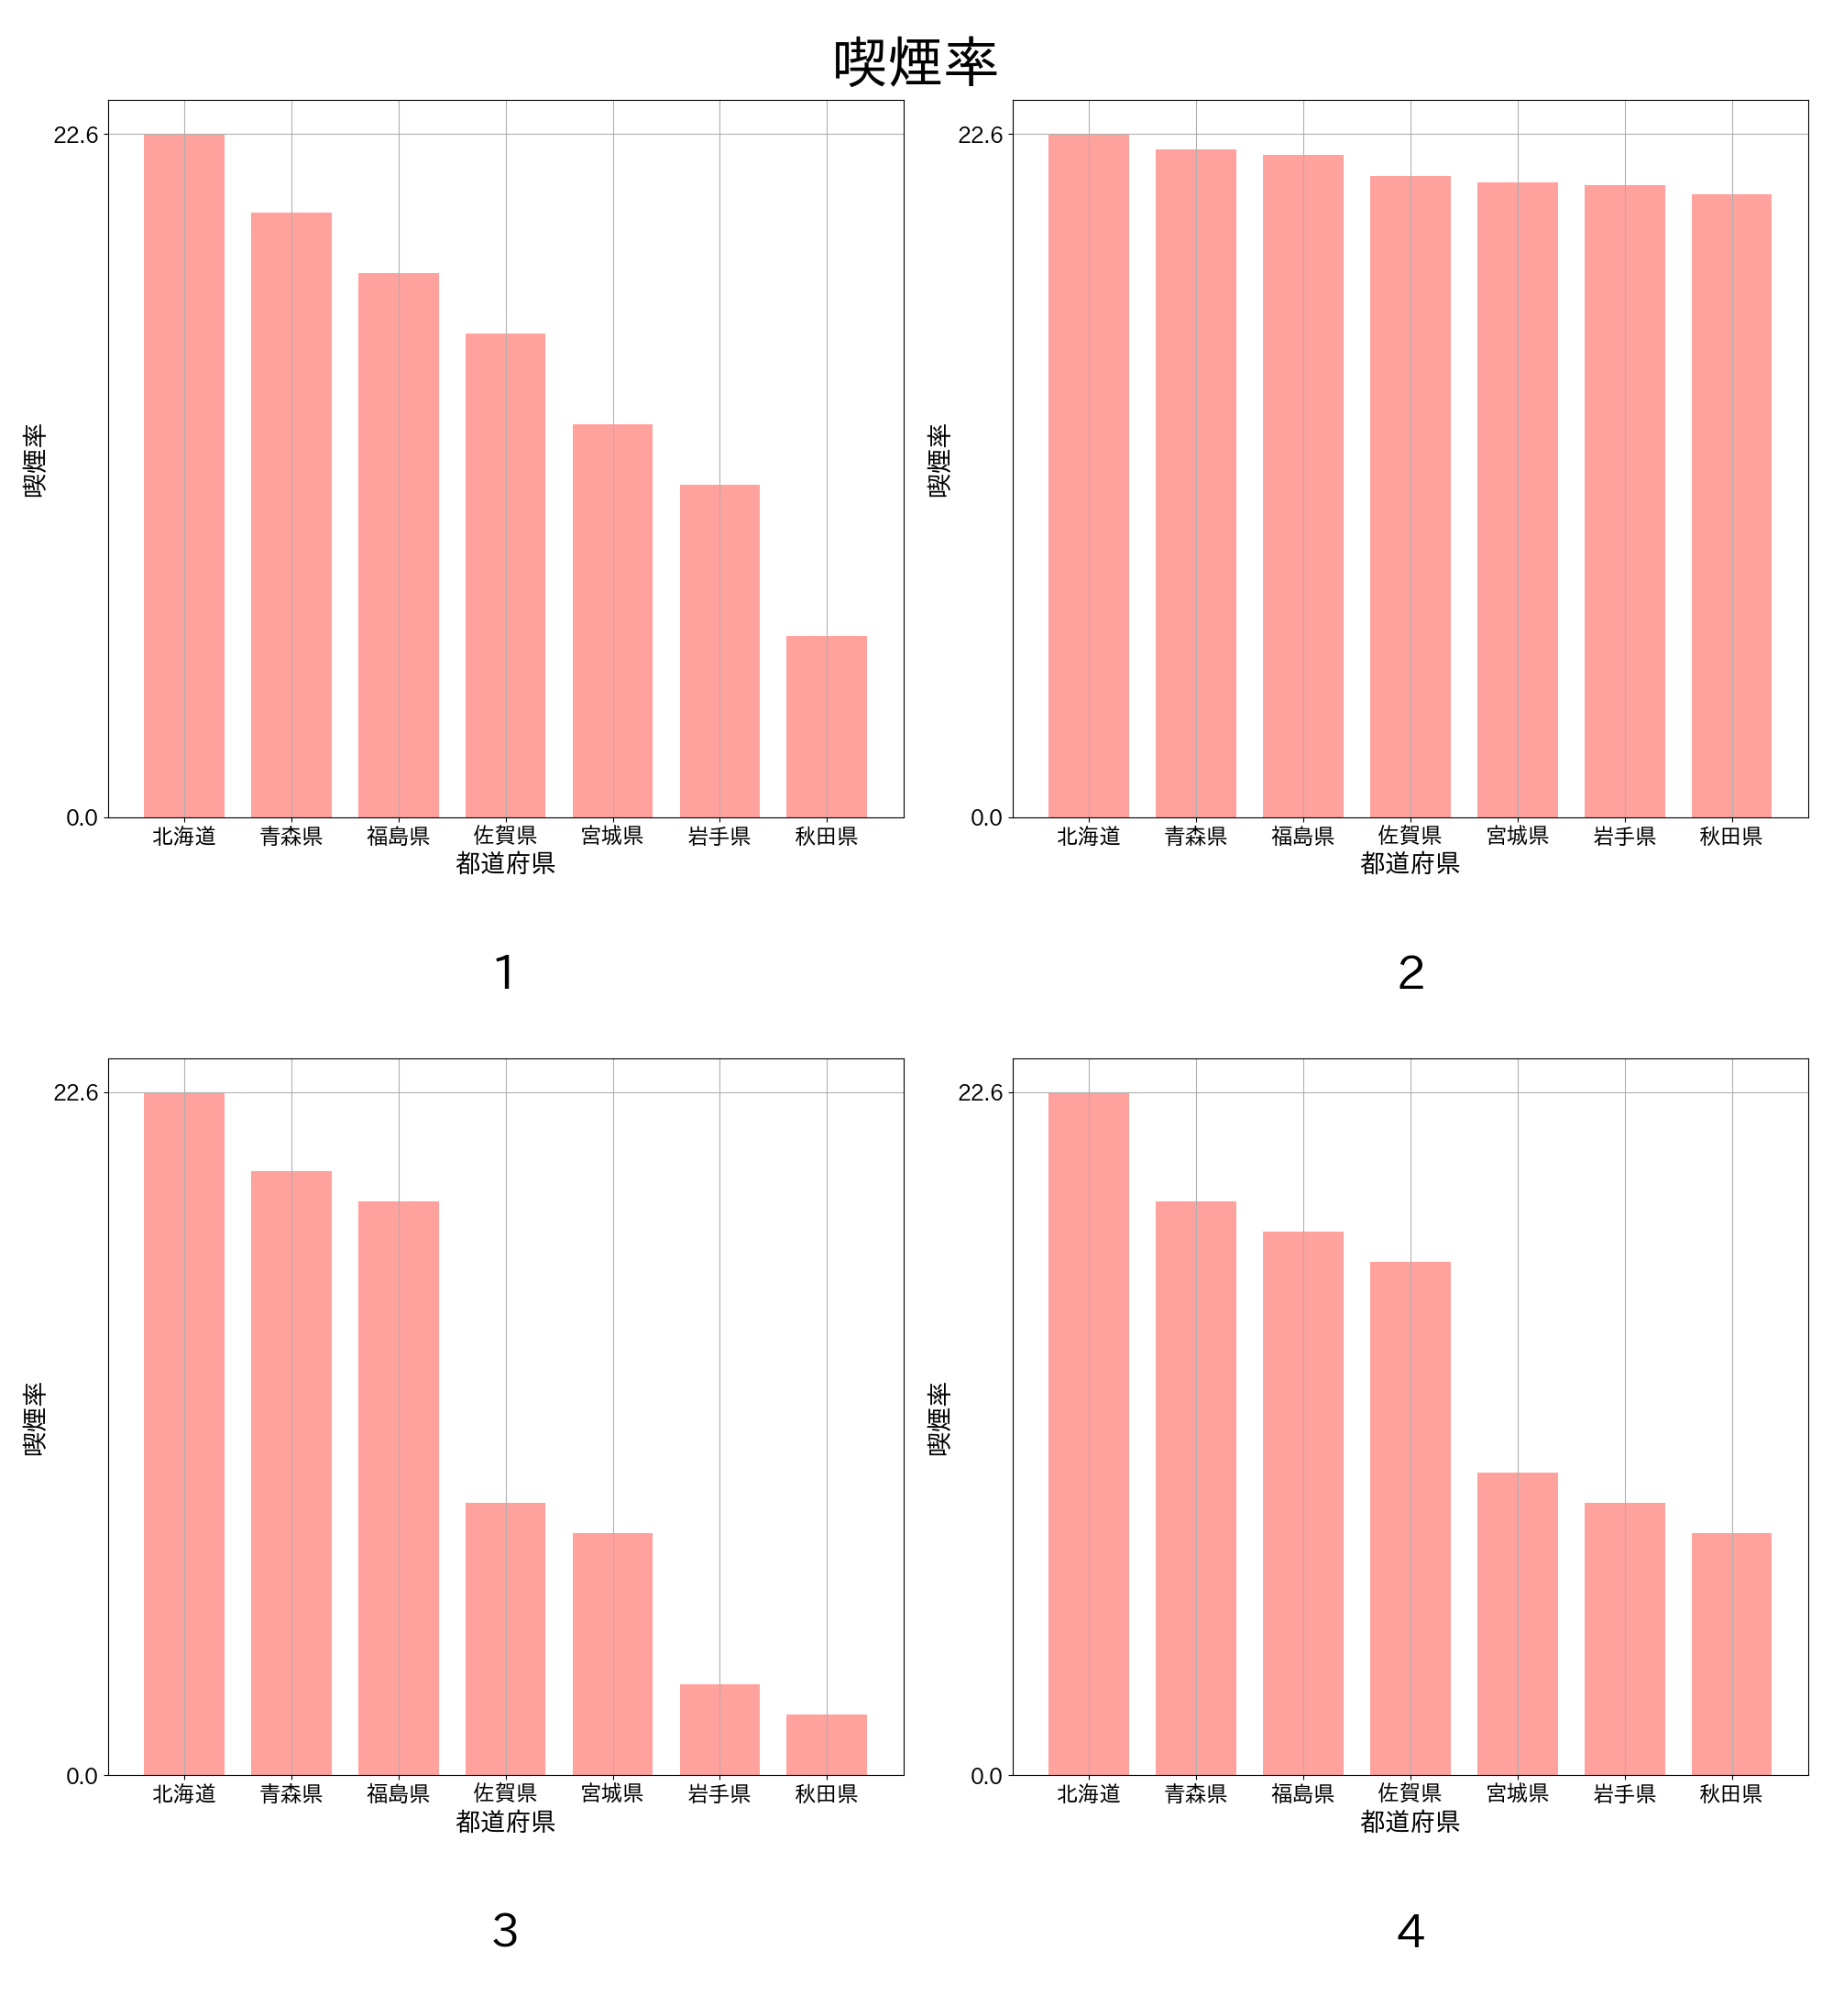 喫煙率
22.6
0.0
喫煙率
北海道 青森県 福島県 佐賀県 宮城県 岩手県 秋田県
都道府県
1
22.6
0.0
喫煙率
北海道 青森県 福島県 佐賀県 宮城県 岩手県 秋田県
都道府県
2
22.6
0.0
喫煙率
北海道 青森県 福島県 佐賀県 宮城県 岩手県 秋田県
都道府県
3
22.6
0.0
喫煙率
北海道 青森県 福島県 佐賀県 宮城県 岩手県 秋田県
都道府県
4